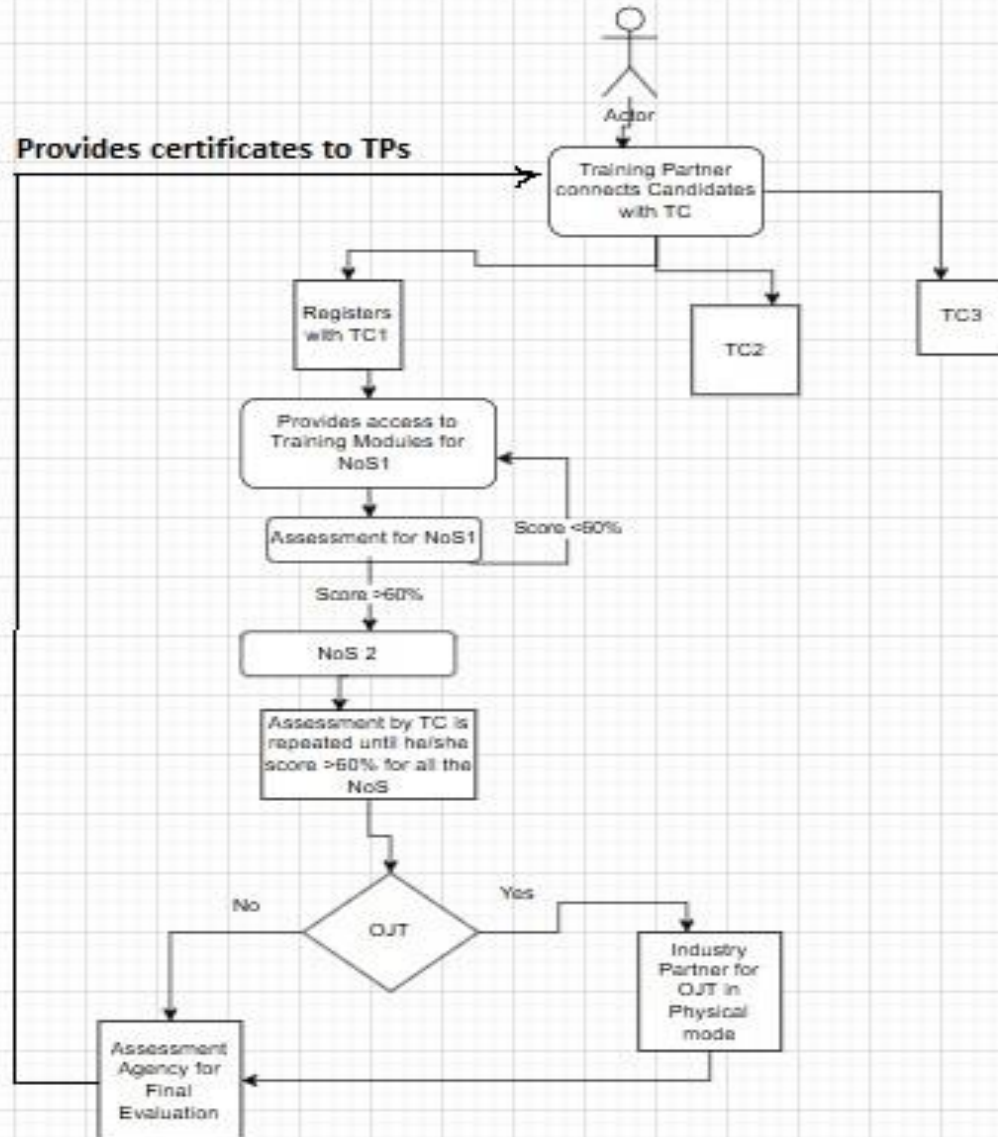 Actor
Provides certificates to TPs
Training Partner
connects Candidates
with TC
Registers
with TC1
TC2
TC3
Provides access to
Training Modules for
NoS1
Assessment for NoS1
Score <60%
Score >60%
NoS 2
Assessment by TC is
repeated until he/she
score >60% for all the
NoS
No
OJT
Yes
Industry
Partner for
OJT in
Physical
mode
Assessment
Agency for
Final
Evaluation